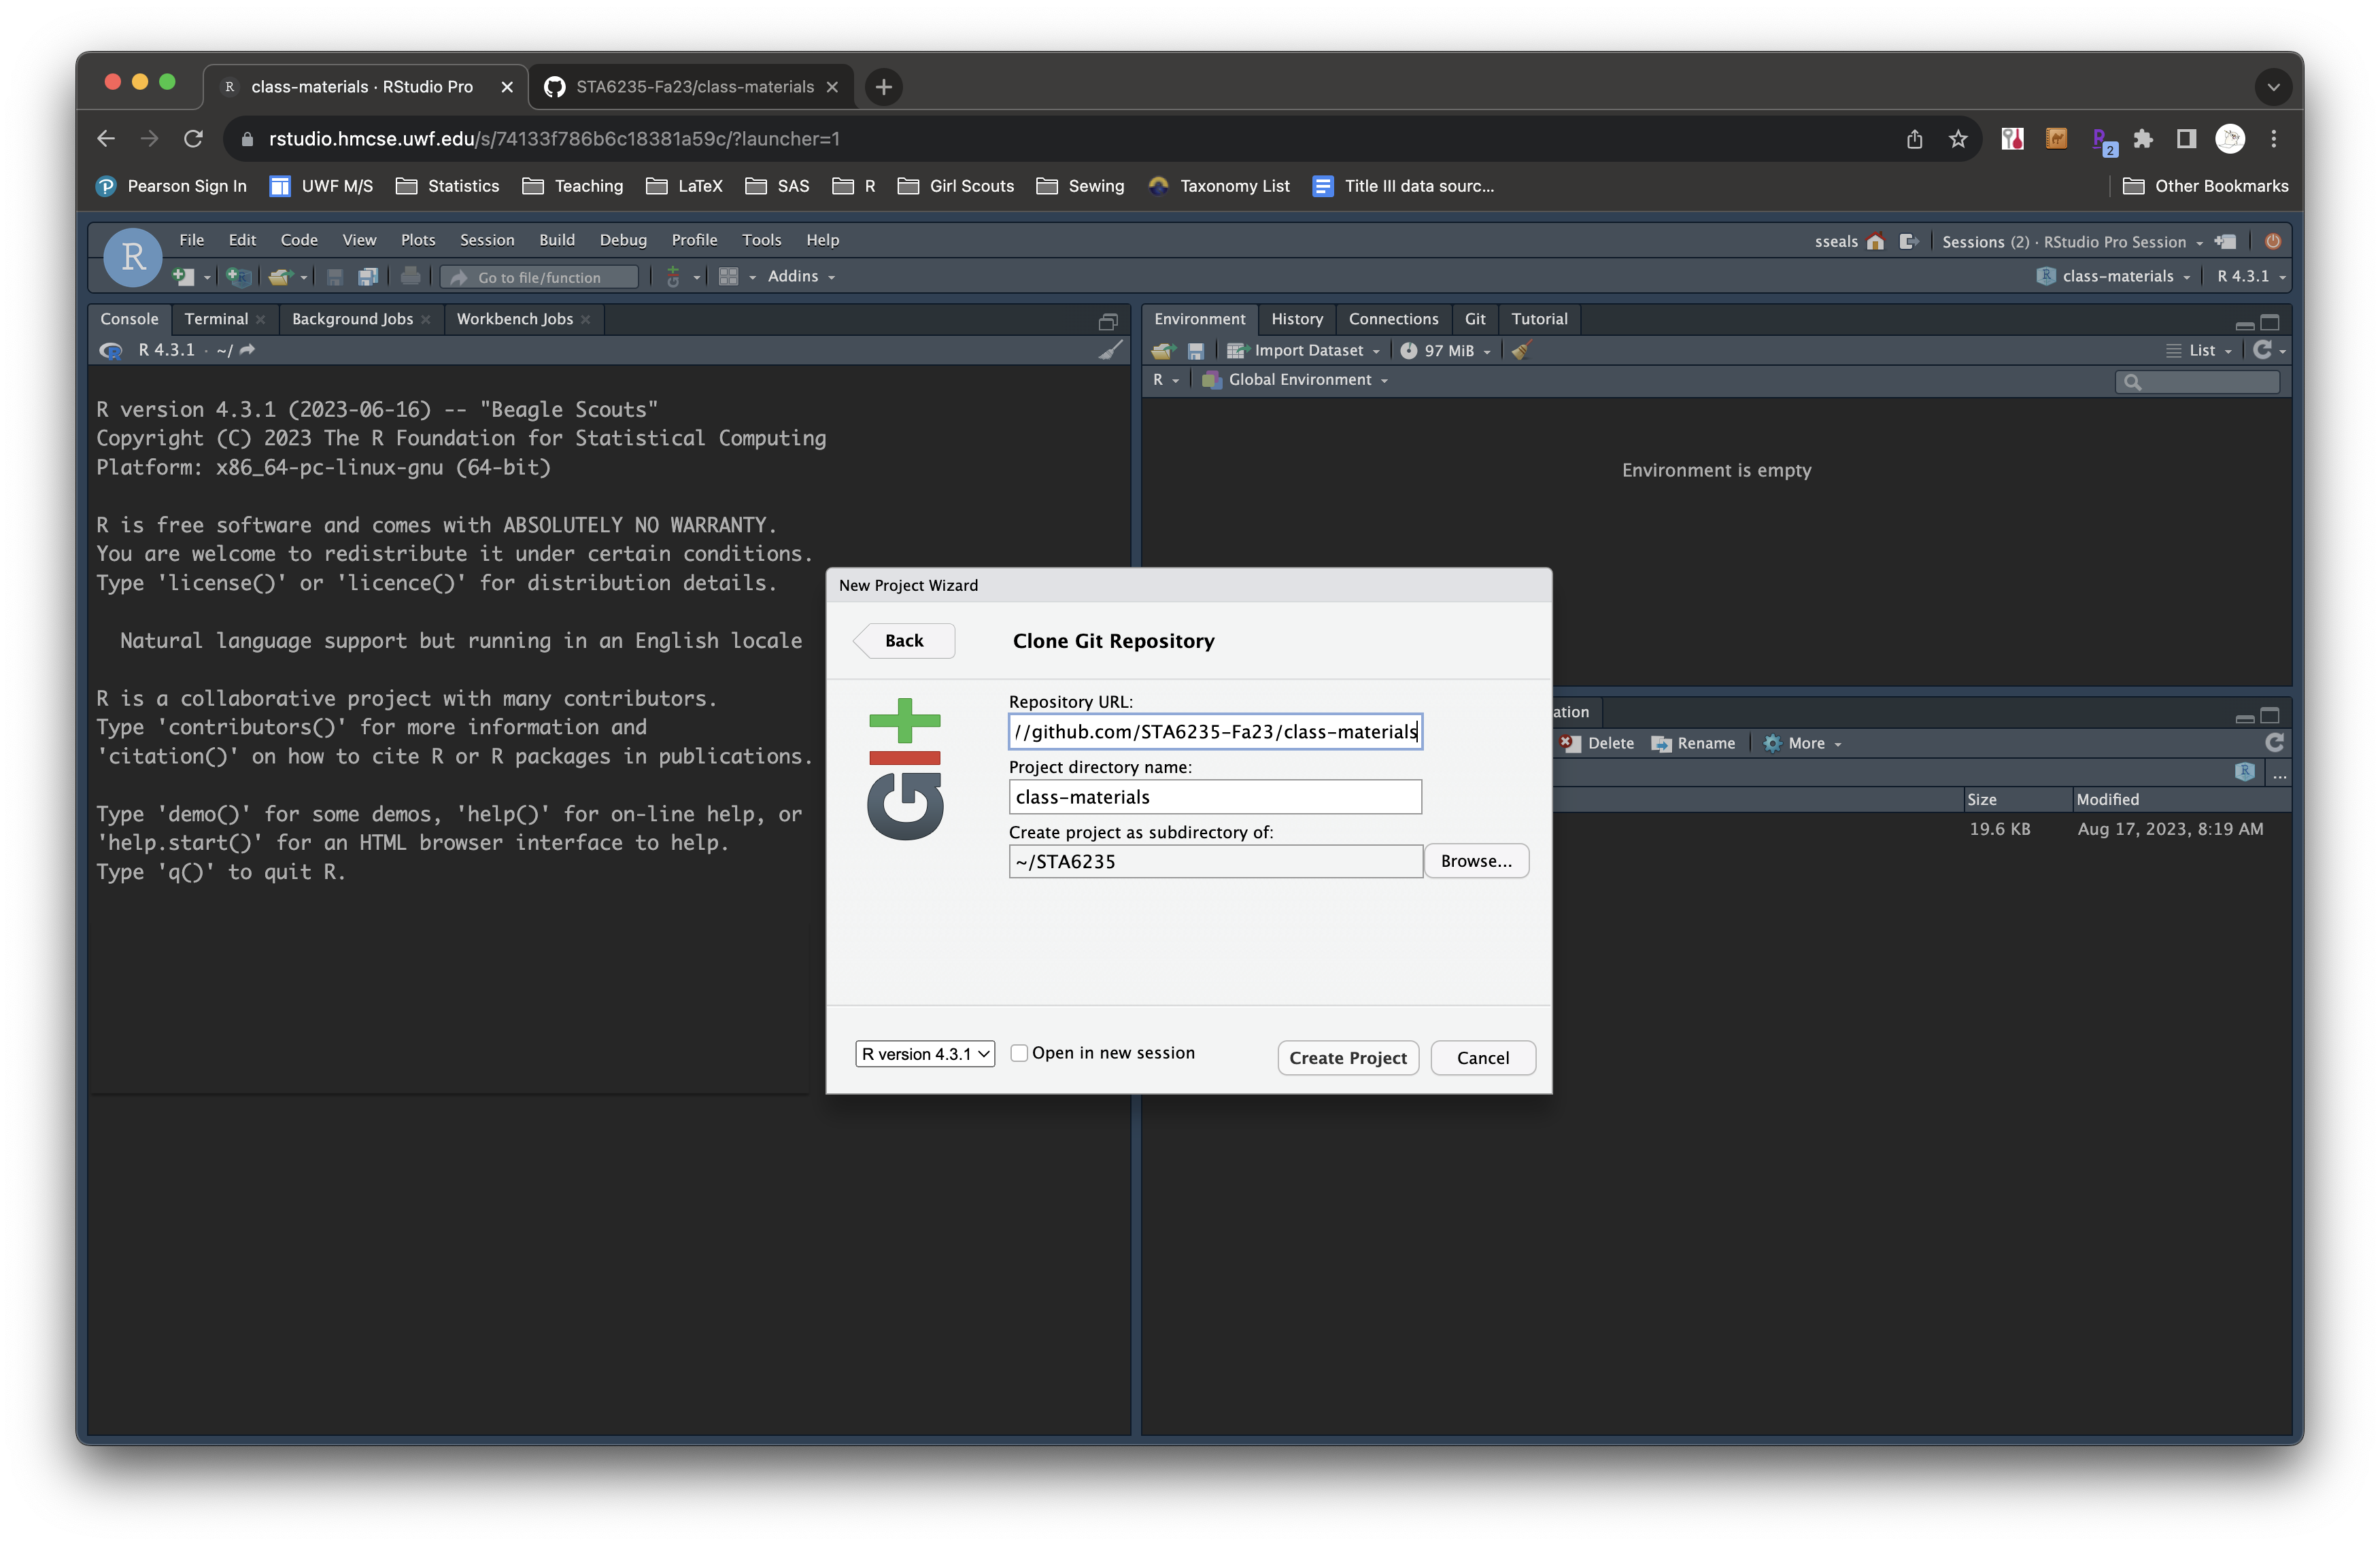 R class-materials · RStudio Pro
STA6235-Fa23/class-materials
rstudio.hmcse.uwf.edu/s/74133f786b6c18381a59c/?launcher=1
2
Pearson Sign In UWF M/S Statistics Teaching LaTeX SAS R Girl Scouts Sewing Taxonomy List Title III data sourc... Other Bookmarks
R
File Edit Code View Plots Session Build Debug Profile Tools Help
sseals Sessions (2) · RStudio Pro Session
Go to file/function Addins
class-materials R 4.3.1
Console Terminal Background Jobs Workbench Jobs
R 4.3.1 · ~/
R version 4.3.1 (2023-06-16) -- "Beagle Scouts"
Copyright (C) 2023 The R Foundation for Statistical Computing
Platform: x86_64-pc-linux-gnu (64-bit)
R is free software and comes with ABSOLUTELY NO WARRANTY.
You are welcome to redistribute it under certain conditions.
Type 'license()' or 'licence()' for distribution details.
Natural language support but running in an English locale
R is a collaborative project with many contributors.
Type 'contributors()' for more information and
'citation()' on how to cite R or R packages in publications.
Type 'demo()' for some demos, 'help()' for on-line help, or
'help.start()' for an HTML browser interface to help.
Type 'q()' to quit R.
Environment History Connections Git Tutorial
Import Dataset 97 MiB List
R Global Environment
Environment is empty
ation
Delete Rename More
...
Size Modified
19.6 KB Aug 17, 2023, 8:19 AM
New Project Wizard
Back Clone Git Repository
git
Repository URL:
//github.com/STA6235-Fa23/class-materials
Project directory name:
class-materials
Create project as subdirectory of:
~/STA6235 Browse...
R version 4.3.1 Open in new session Create Project Cancel